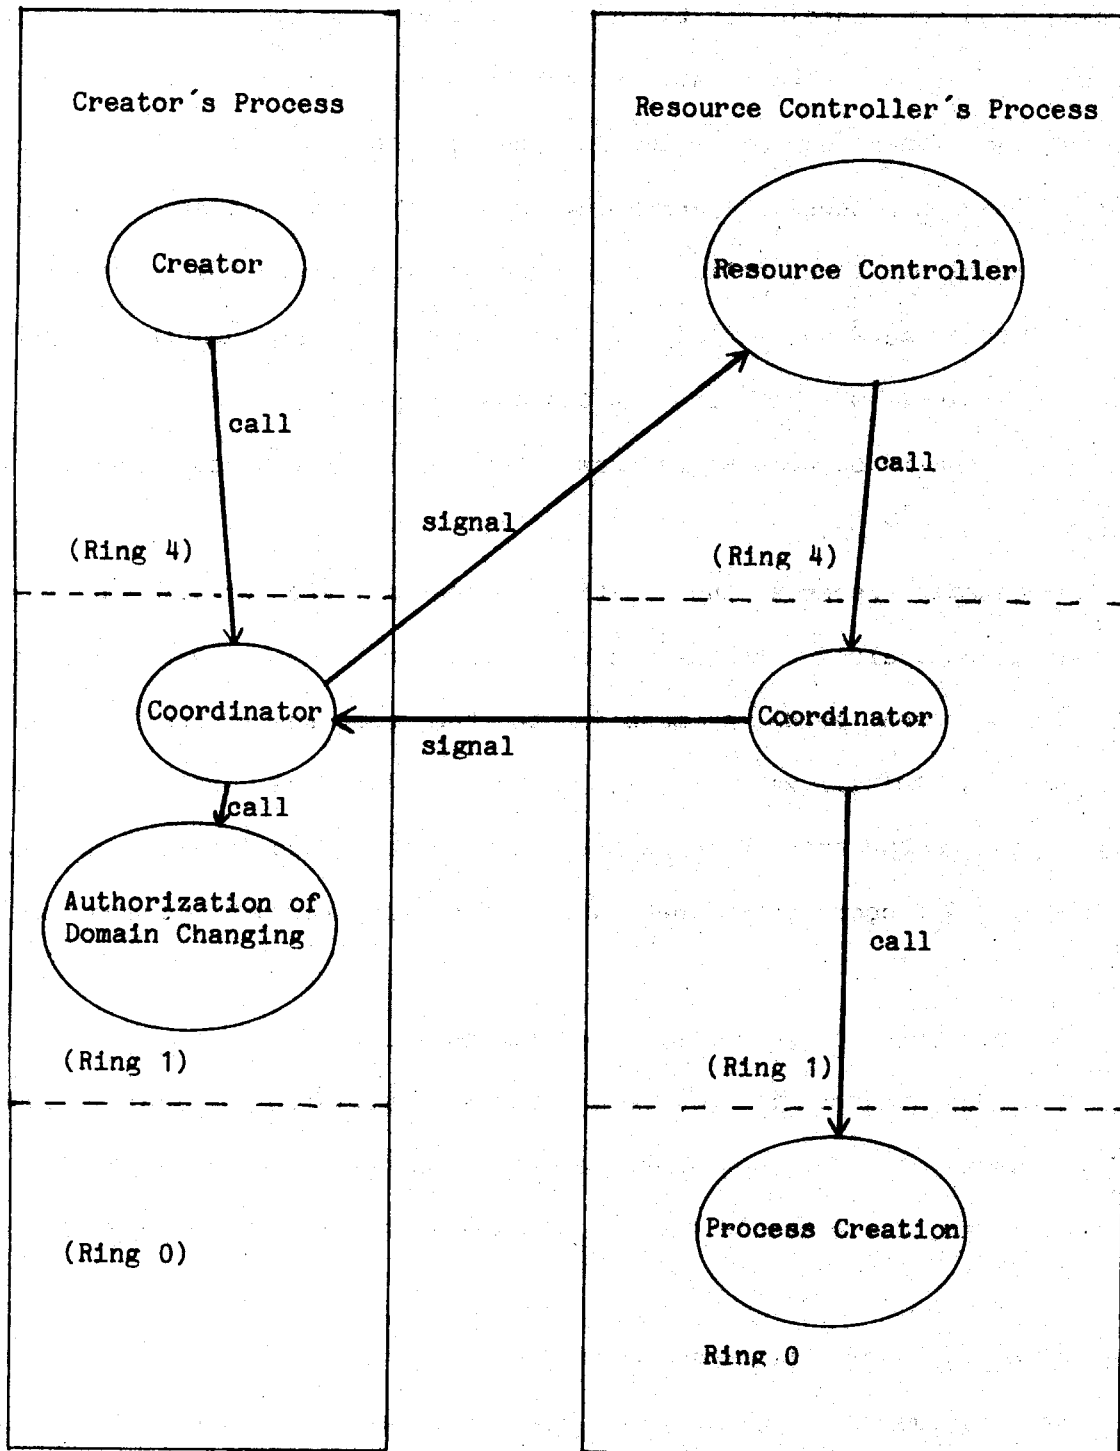 Creator´s Process
Creator
call
(Ring 4)
Coordinator
call
Authorization of
Domain Changing
(Ring 1)
(Ring 0)
signal
signal
Resource Controller´s Process
Resource Controller
call
(Ring 4)
Coordinator
call
(Ring 1)
Process Creation
Ring 0